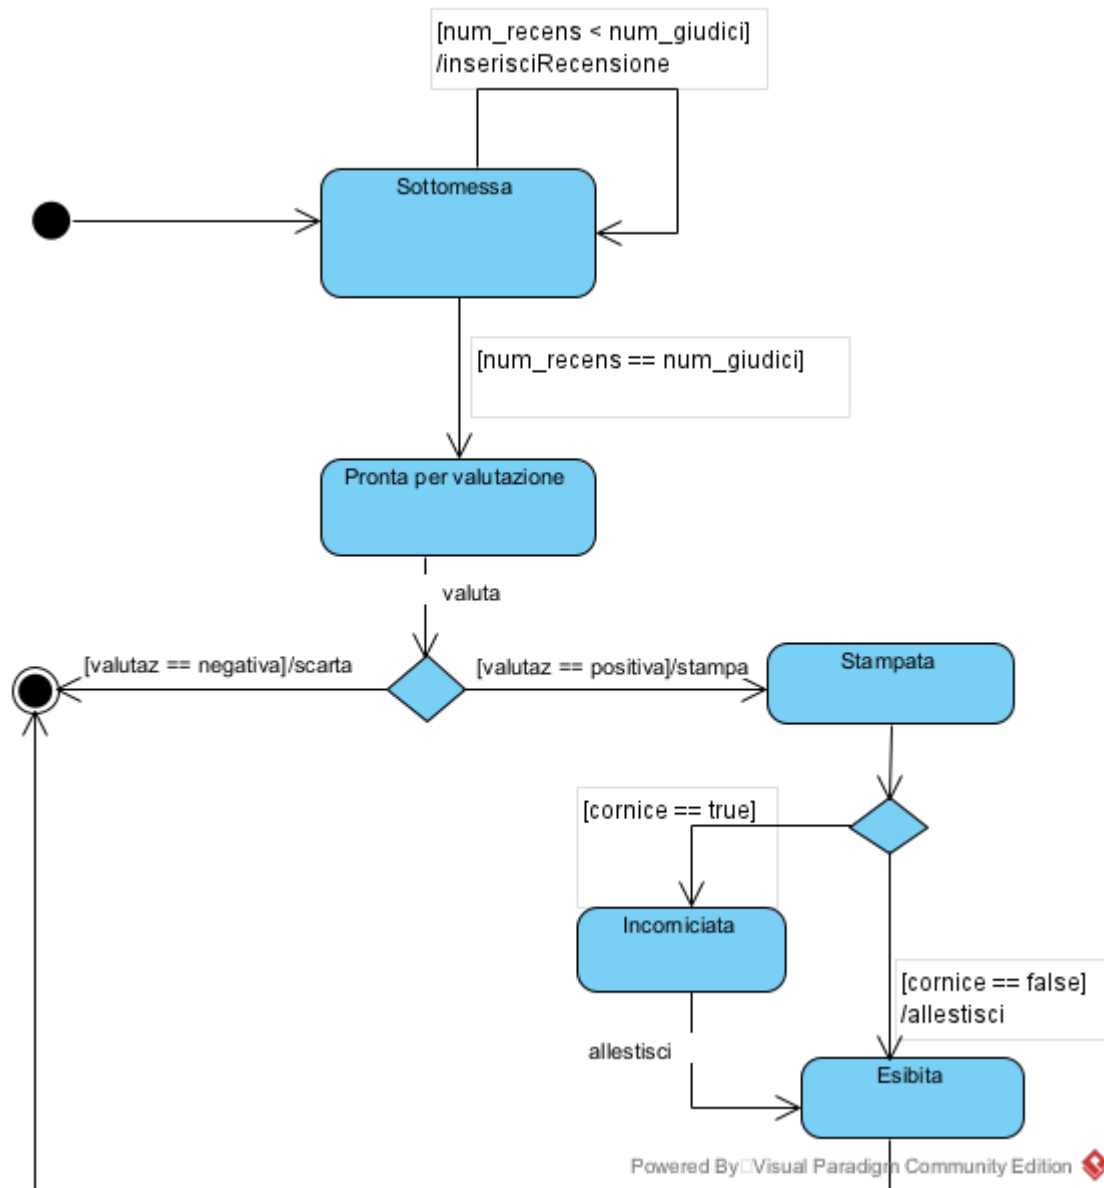 [num_recens < num_giudici]
/inserisciRecensione
Sottomessa
[num_recens == num_giudici]
Pronta per valutazione
valuta
[valutaz == negativa]/scarta
[valutaz == positiva]/stampa
Stampata
[cornice == true]
Incorniciata
[cornice == false]
/allestisci
allestisci
Esibita
Powered By Visual Paradigm Community Edition